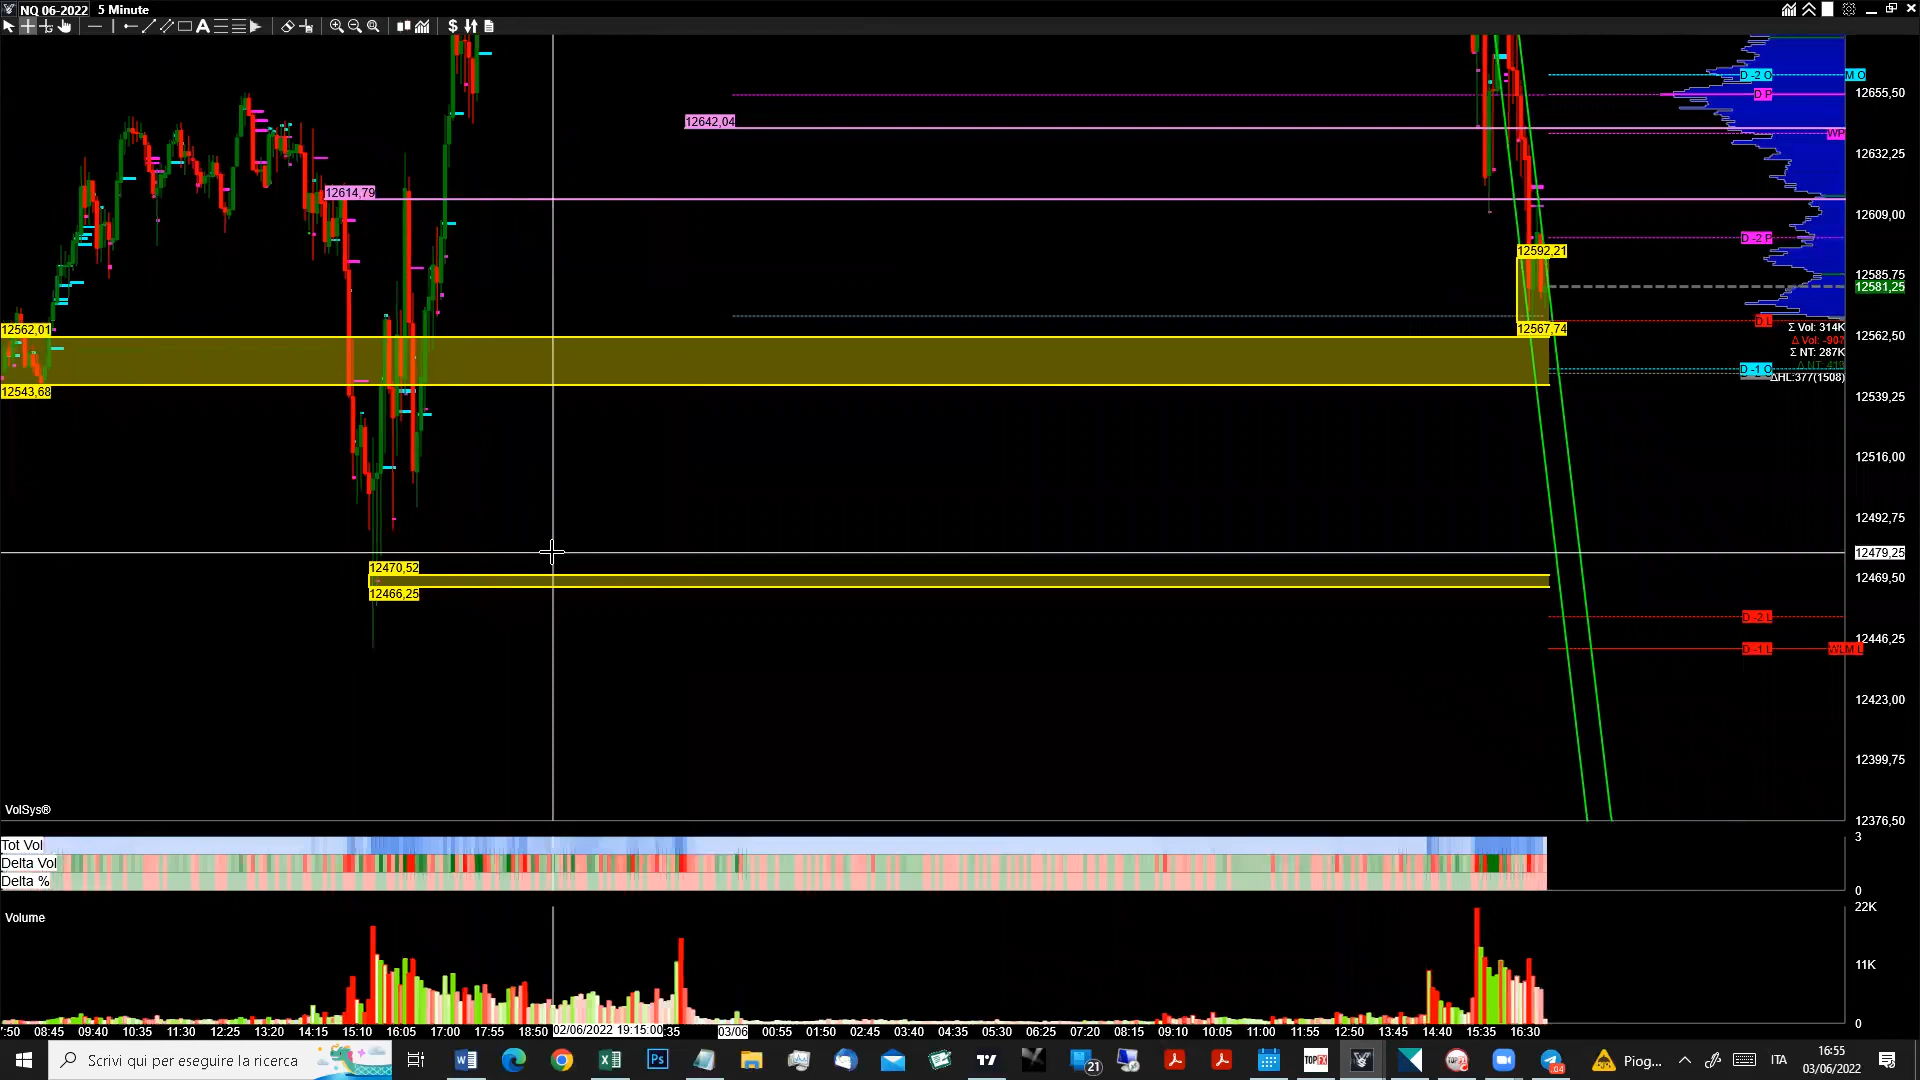 NQ 06-2022 5 Minute
D -2 O M O
12655,50
D P
12642,04
WP
12632,25
12614,79
12609,00
D -2 P
12592,21
12585,75
12581,25
12562,01
12567,74
D L
Σ Vol: 314K
12562,50
Δ Vol: -907
Σ NT: 287K
Δ NT: 413
D -1 O
ΔHL:377(1508)
12543,68
12539,25
12516,00
12492,75
12479,25
12470,52
12469,50
12466,25
D -2 L
12446,25
D -1 L
12423,00
12399,75
VolSys®
12376,50
Tot Vol
3
Delta Vol
Delta %
0
Volume
22K
11K
0
08:45 09:40 10:35 11:30 12:25 13:20 14:15 15:10 16:05 17:00 17:55 18:50 02/06/2022 19:15:00 :35 03/06 00:55 01:50 02:45 03:40 04:35 05:30 06:25 07:20 08:15 09:10 10:05 11:00 11:55 12:50 13:45 14:40 15:35 16:30
Scrivi qui per eseguire la ricerca
21
TOPFX
04
Piog...
ITA
16:55
03/06/2022